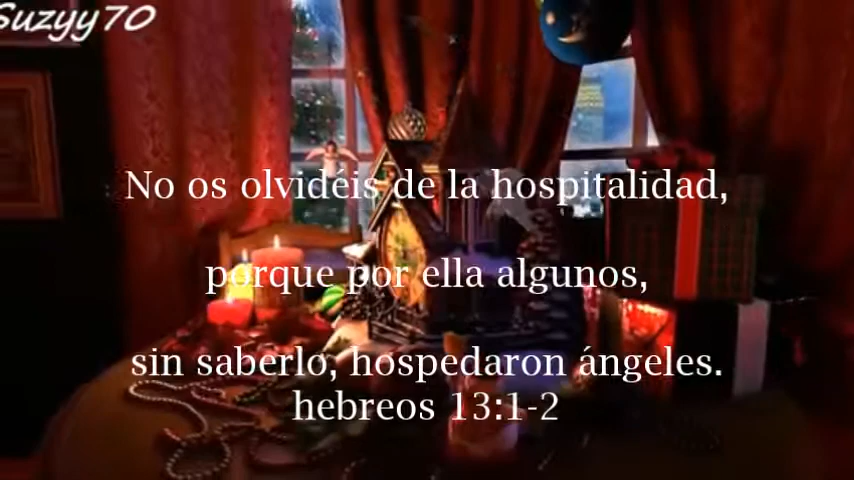 Suzyy70
No os olvidéis de la hospitalidad,
porque por ella algunos,
sin saberlo, hospedaron ángeles.
hebreos 13:1-2